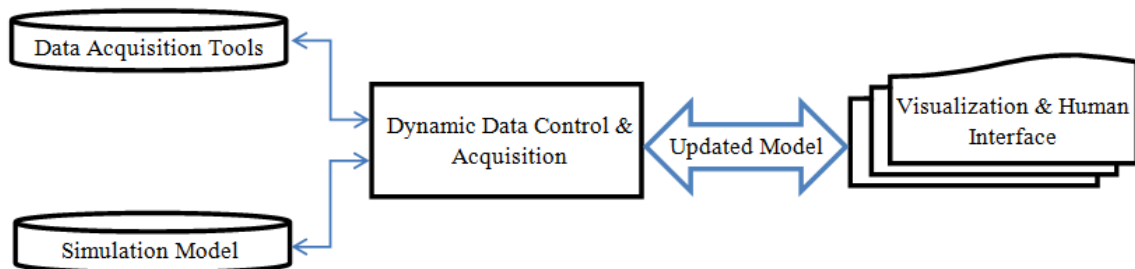 Data Acquisition Tools
Dynamic Data Control &
Acquisition
Updated Model
Visualization & Human
Interface
Simulation Model